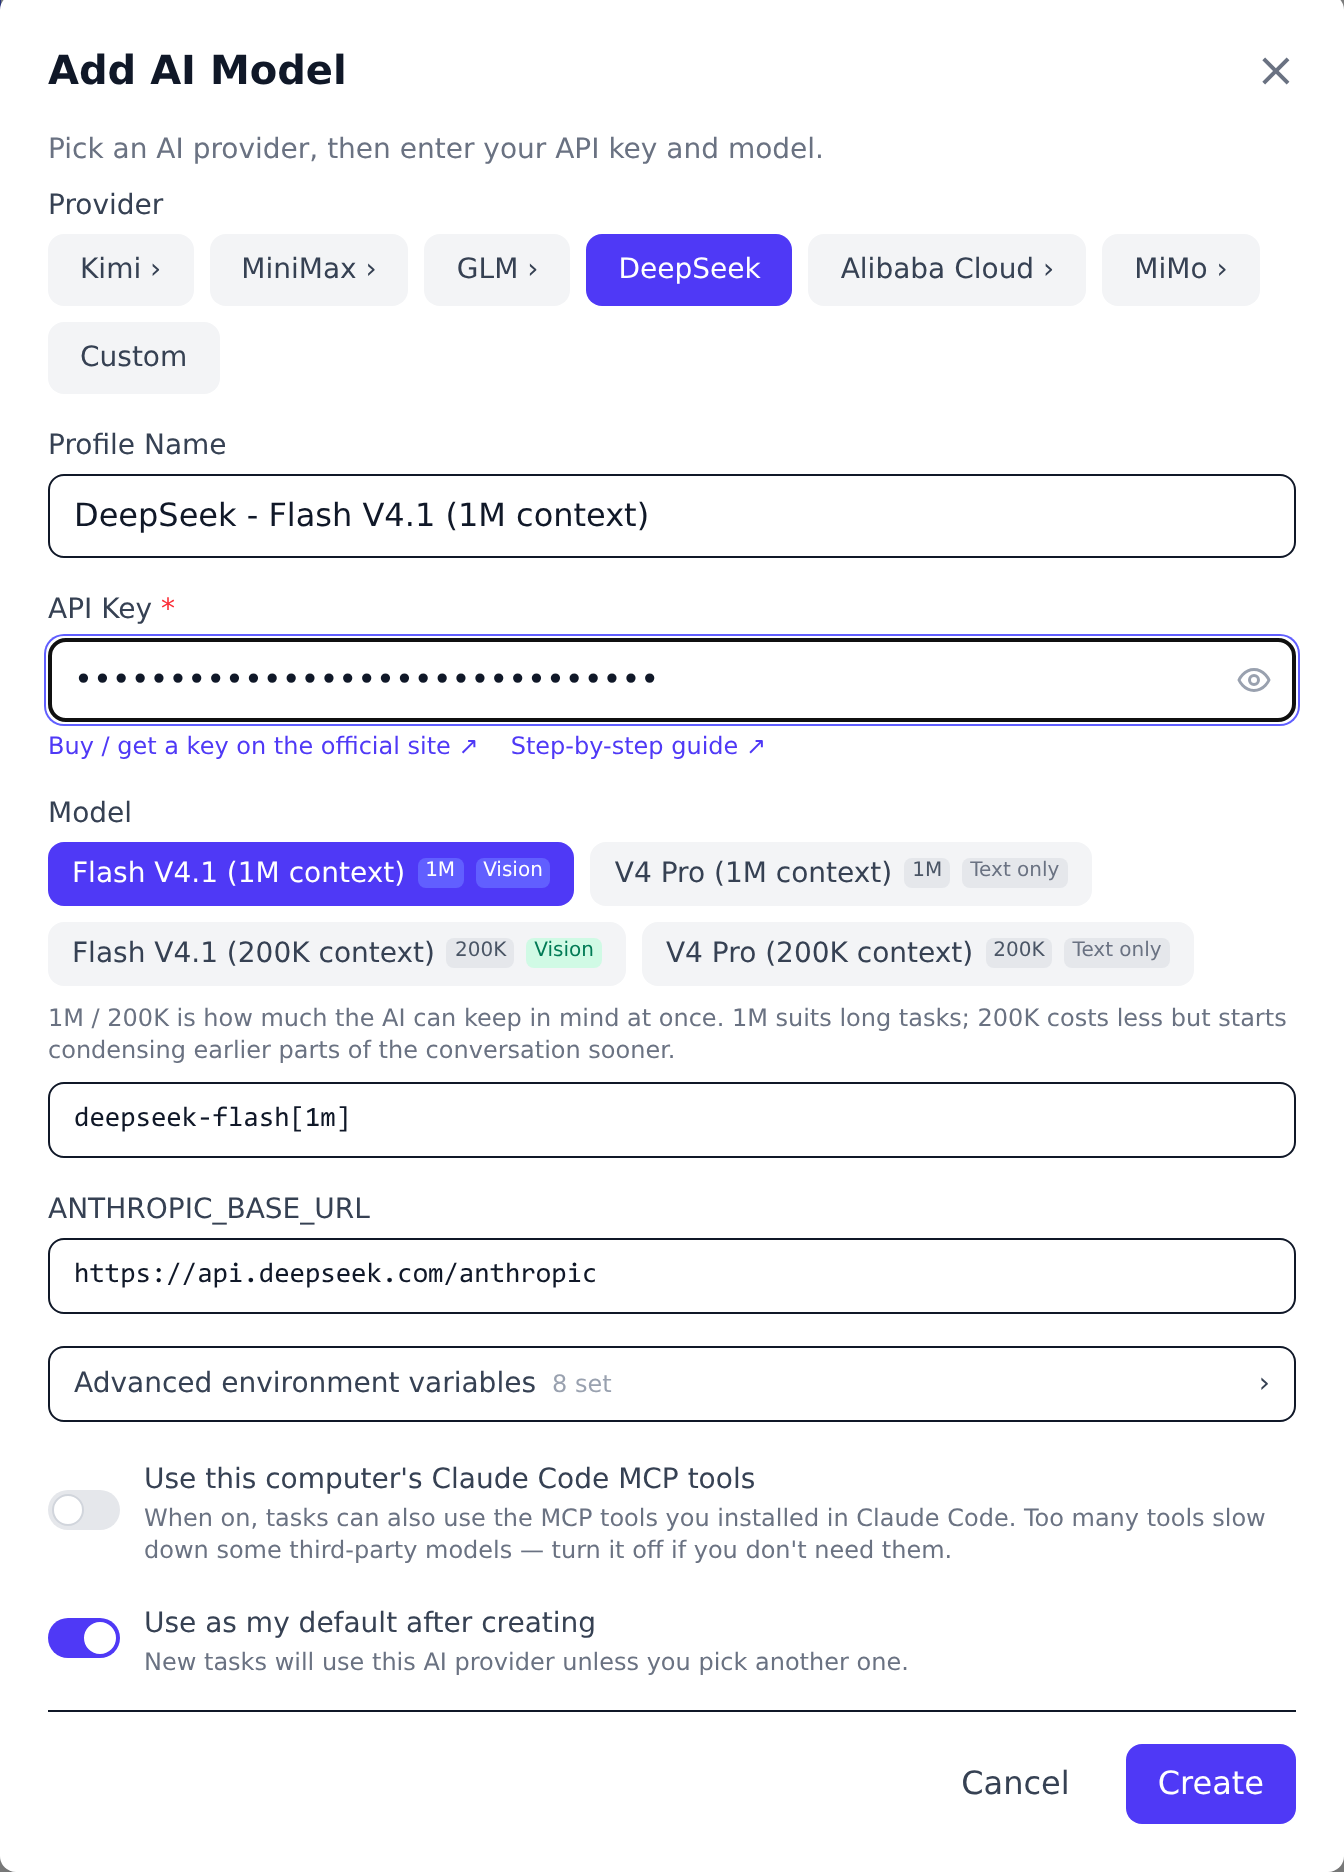 Add AI Model
Pick an AI provider, then enter your API key and model.
Provider
Kimi ›
MiniMax ›
GLM ›
DeepSeek
Alibaba Cloud ›
MiMo ›
Custom
Profile Name
DeepSeek - Flash V4.1 (1M context)
API Key *
•••••••••••••••••••••••••••••••
Buy / get a key on the official site ↗ Step-by-step guide ↗
Model
Flash V4.1 (1M context) 1M Vision
V4 Pro (1M context) 1M Text only
Flash V4.1 (200K context) 200K Vision
V4 Pro (200K context) 200K Text only
1M / 200K is how much the AI can keep in mind at once. 1M suits long tasks; 200K costs less but starts
condensing earlier parts of the conversation sooner.
deepseek-flash[1m]
ANTHROPIC_BASE_URL
https://api.deepseek.com/anthropic
Advanced environment variables 8 set ›
Use this computer's Claude Code MCP tools
When on, tasks can also use the MCP tools you installed in Claude Code. Too many tools slow
down some third-party models — turn it off if you don't need them.
Use as my default after creating
New tasks will use this AI provider unless you pick another one.
Cancel
Create